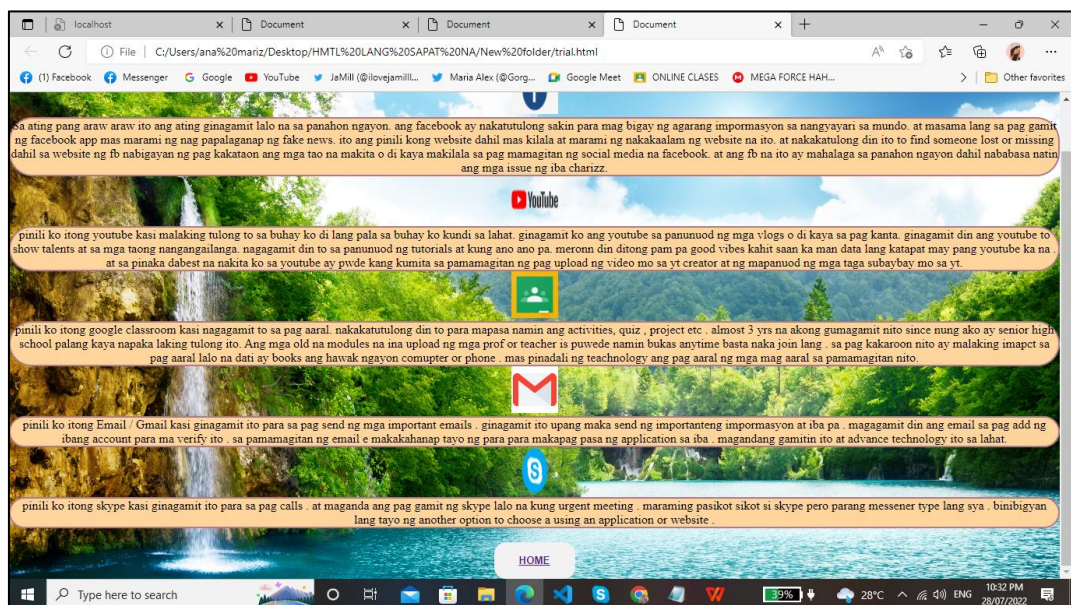 localhost
Document
Document
Document
File | C:/Users/ana%20mariz/Desktop/HMTL%20LANG%20SAPAT%20NA/New%20folder/trial.html
(1) Facebook Messenger Google YouTube JaMill (@ilovejamilll... Maria Alex (@Gorg... Google Meet ONLINE CLASES MEGA FORCE HAH... Other favorites
Sa ating pang araw araw ito ang ating ginagamit lalo na sa panahon ngayon. ang facebook ay nakatutulong sakin para mag bigay ng agarang impormasyon sa nangyayari sa mundo. at masama lang sa pag gamit
ng facebook app mas marami ng nag papalaganap ng fake news. ito ang pinili kong website dahil mas kilala at marami ng nakakaalam ng website na ito. at nakakatulong din ito to find someone lost or missing
dahil sa website ng fb nabigayan ng pag kakataon ang mga tao na makita o di kaya makilala sa pag mamagitan ng social media na facebook. at ang fb na ito ay mahalaga sa panahon ngayon dahil nababasa natin
ang mga issue ng iba charizz.
YouTube
pinili ko itong youtube kasi malaking tulong to sa buhay ko di lang pala sa buhay ko kundi sa lahat. ginagamit ko ang youtube sa panunuod ng mga vlogs o di kaya sa pag kanta. ginagamit din ang youtube to
show talents at sa mga taong nangangailanga. nagagamit din to sa panunuod ng tutorials at kung ano ano pa. meronn din ditong pam pa good vibes kahit saan ka man data lang katapat may pang youtube ka na .
at sa pinaka dabest na nakita ko sa youtube ay pwde kang kumita sa pamamagitan ng pag upload ng video mo sa yt creator at ng mapanuod ng mga taga subaybay mo sa yt.
pinili ko itong google classroom kasi nagagamit to sa pag aaral. nakakatutulong din to para mapasa namin ang activities, quiz , project etc . almost 3 yrs na akong gumagamit nito since nung ako ay senior high
school palang kaya napaka laking tulong ito. Ang mga old na modules na ina upload ng mga prof or teacher is puwede namin bukas anytime basta naka join lang . sa pag kakaroon nito ay malaking imapct sa
pag aaral lalo na dati ay books ang hawak ngayon comupter or phone . mas pinadali ng teachnology ang pag aaral ng mga mag aaral sa pamamagitan nito.
pinili ko itong Email / Gmail kasi ginagamit ito para sa pag send ng mga important emails . ginagamit ito upang maka send ng importanteng impormasyon at iba pa . magagamit din ang email sa pag add ng
ibang account para ma verify ito . sa pamamagitan ng email e makakahanap tayo ng para para makapag pasa ng application sa iba . magandang gamitin ito at advance technology ito sa lahat.
pinili ko itong skype kasi ginagamit ito para sa pag calls . at maganda ang pag gamit ng skype lalo na kung urgent meeting . maraming pasikot sikot si skype pero parang messener type lang sya . binibigyan
lang tayo ng another option to choose a using an application or website .
HOME
Type here to search
39%
28°C
ENG
10:32 PM
28/07/2022